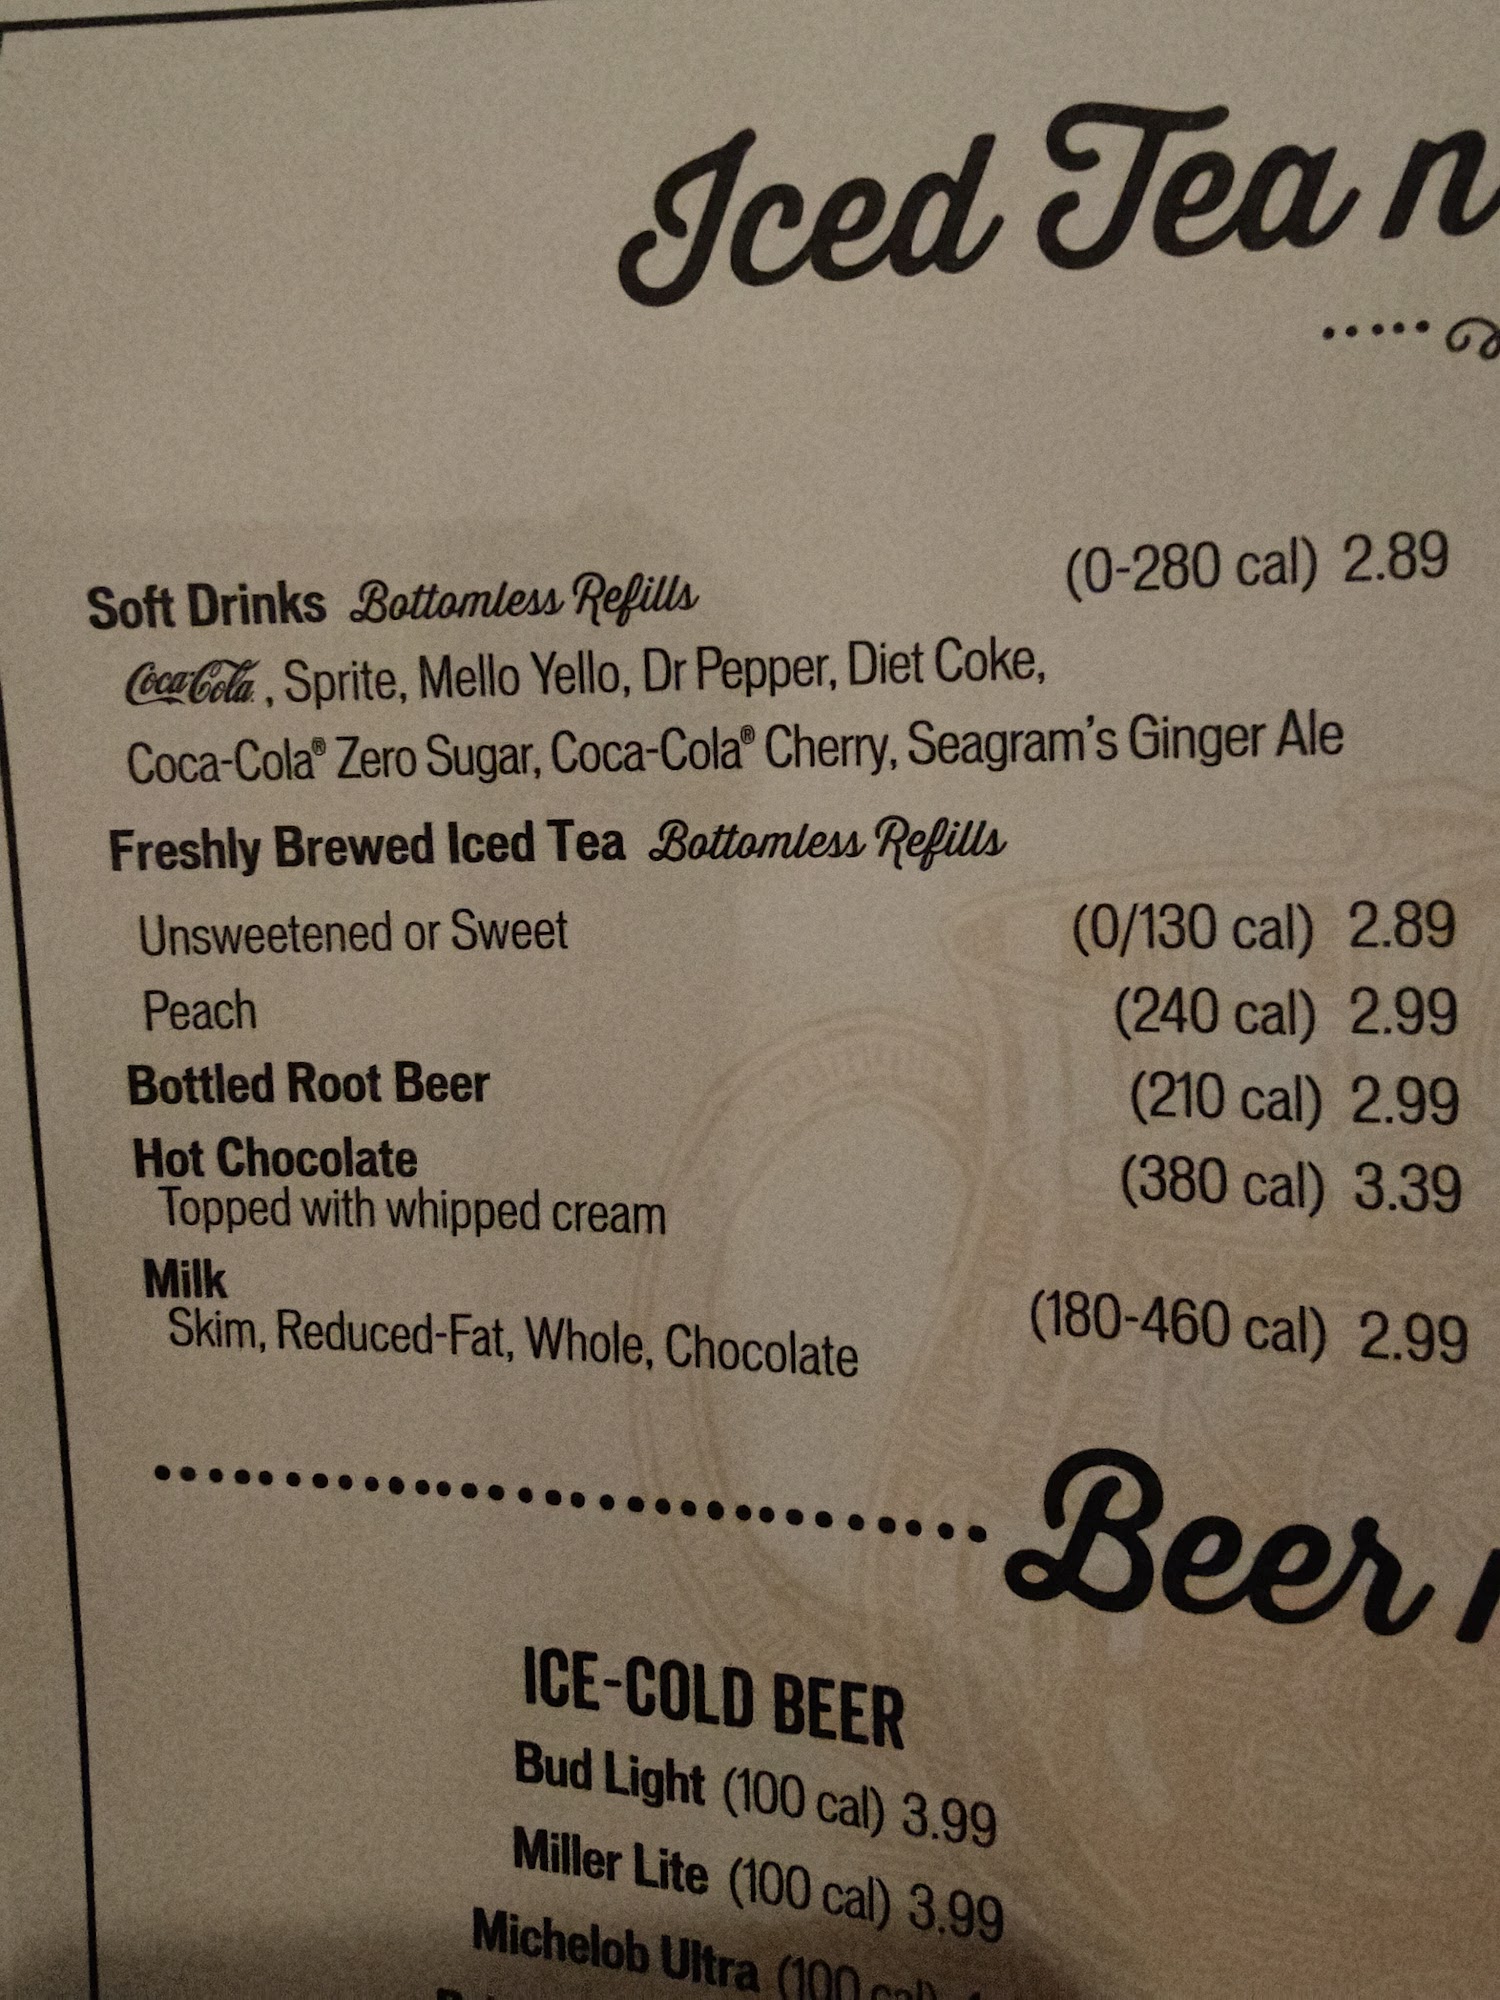 Iced Tea n
Soft Drinks Bottomless Refills (0-280 cal) 2.89
Coca-Cola, Sprite, Mello Yello, Dr Pepper, Diet Coke,
Coca-Cola® Zero Sugar, Coca-Cola® Cherry, Seagram's Ginger Ale
Freshly Brewed Iced Tea Bottomless Refills
Unsweetened or Sweet (0/130 cal) 2.89
Peach (240 cal) 2.99
Bottled Root Beer (210 cal) 2.99
Hot Chocolate (380 cal) 3.39
Topped with whipped cream
Milk
Skim, Reduced-Fat, Whole, Chocolate (180-460 cal) 2.99
Beer
ICE-COLD BEER
Bud Light (100 cal) 3.99
Miller Lite (100 cal) 3.99
Michelob Ultra (100 cal)